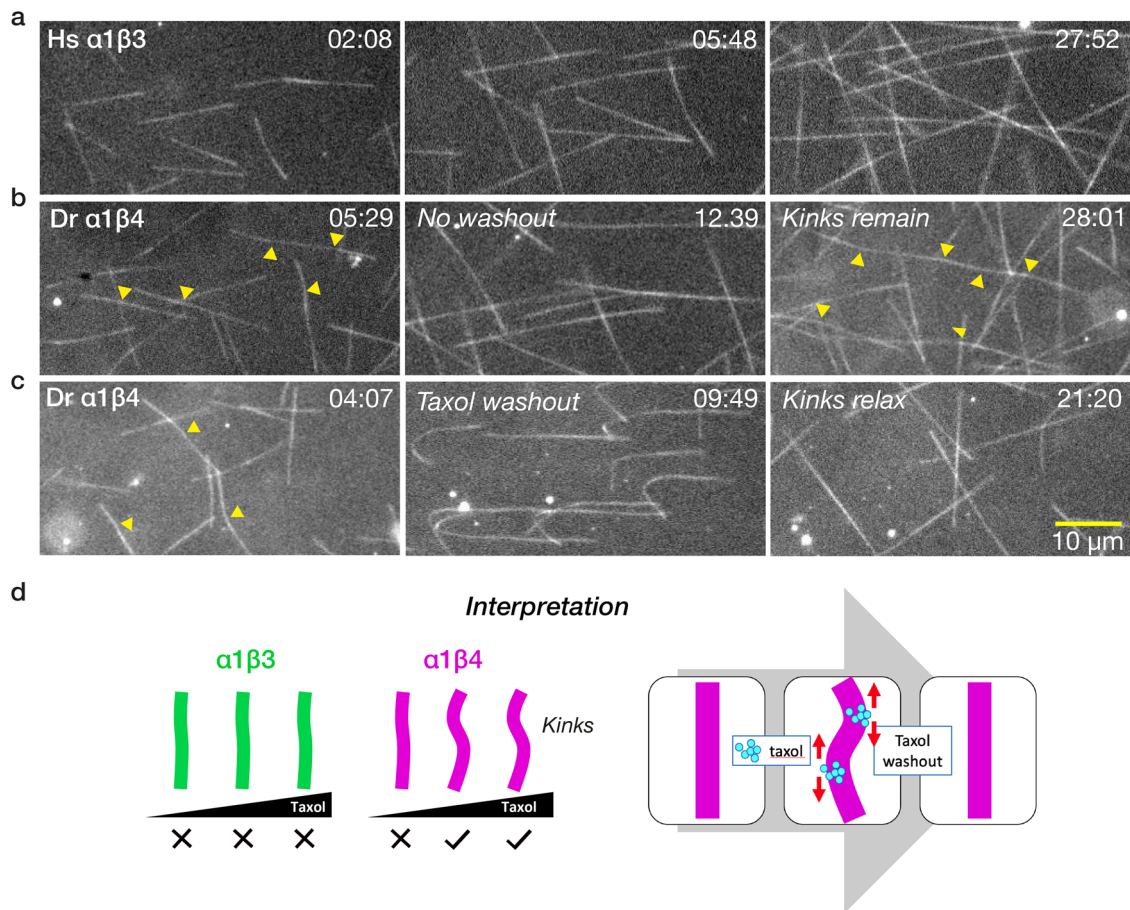 a
Hs α1β3 02:08
05:48
27:52
b
Dr α1β4 05:29
No washout 12.39
Kinks remain 28:01
c
Dr α1β4 04:07
Taxol washout 09:49
Kinks relax 21:20
10 μm
d
Interpretation
α1β3
α1β4
Kinks
Taxol
Taxol
taxol
Taxol
washout